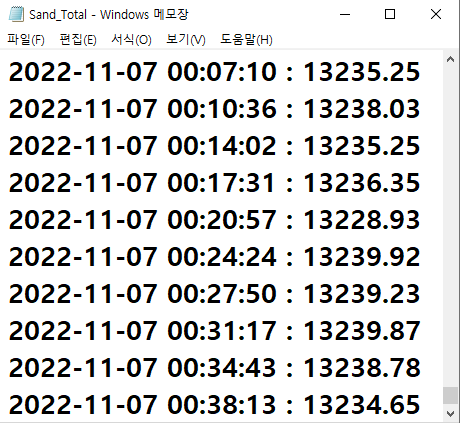 Sand_Total - Windows 메모장
파일(F) 편집(E) 서식(O) 보기(V) 도움말(H)
2022-11-07 00:07:10 : 13235.25
2022-11-07 00:10:36 : 13238.03
2022-11-07 00:14:02 : 13235.25
2022-11-07 00:17:31 : 13236.35
2022-11-07 00:20:57 : 13228.93
2022-11-07 00:24:24 : 13239.92
2022-11-07 00:27:50 : 13239.23
2022-11-07 00:31:17 : 13239.87
2022-11-07 00:34:43 : 13238.78
2022-11-07 00:38:13 : 13234.65